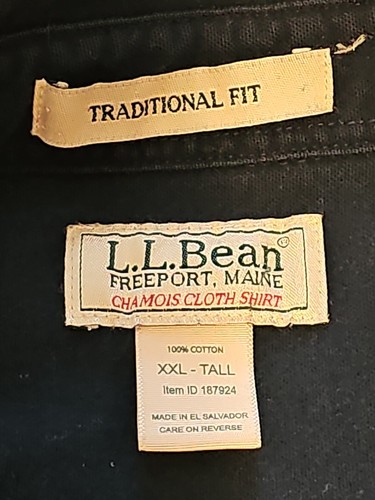 TRADITIONAL FIT
L.L.Bean
FREEPORT, MAINE
CHAMOIS CLOTH SHIRT
100% COTTON
XXL - TALL
Item ID 187924
MADE IN EL SALVADOR
CARE ON REVERSE